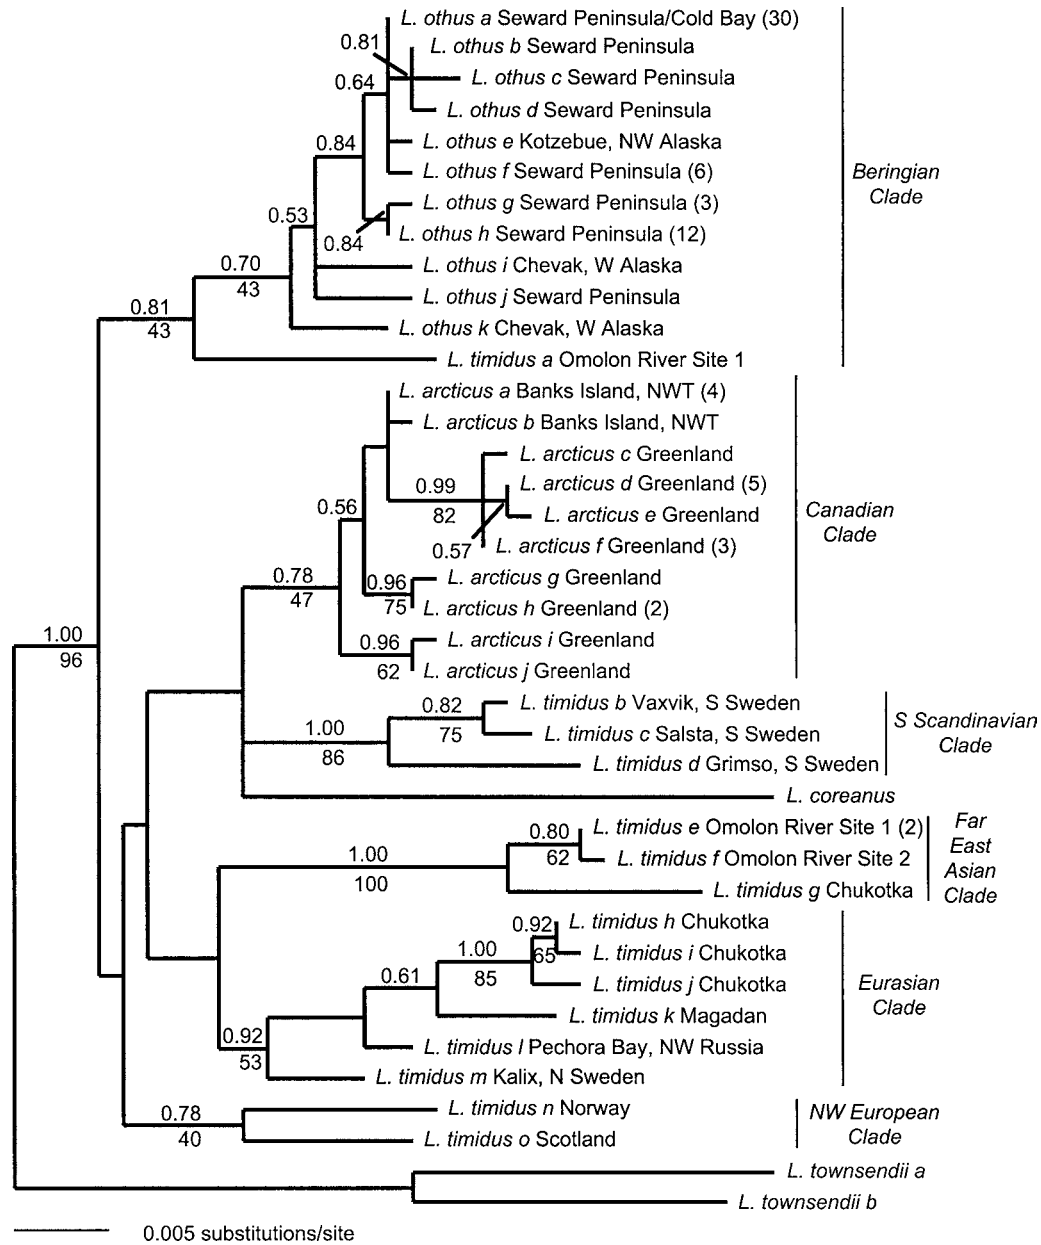 L. othus a Seward Peninsula/Cold Bay (30)
0.81
L. othus b Seward Peninsula
L. othus c Seward Peninsula
0.64
L. othus d Seward Peninsula
L. othus e Kotzebue, NW Alaska
0.84
L. othus f Seward Peninsula (6)
Beringian
Clade
L. othus g Seward Peninsula (3)
0.53
L. othus h Seward Peninsula (12)
0.84
0.70
L. othus i Chevak, W Alaska
43
L. othus j Seward Peninsula
0.81
43
L. othus k Chevak, W Alaska
L. timidus a Omolon River Site 1
L. arcticus a Banks Island, NWT (4)
L. arcticus b Banks Island, NWT
L. arcticus c Greenland
0.99
L. arcticus d Greenland (5)
82
0.56
L. arcticus e Greenland
Canadian
Clade
0.57
L. arcticus f Greenland (3)
0.78
47
0.96
L. arcticus g Greenland
75
L. arcticus h Greenland (2)
1.00
96
0.96
L. arcticus i Greenland
62
L. arcticus j Greenland
0.82
L. timidus b Vaxvik, S Sweden
1.00
75
L. timidus c Salsta, S Sweden
S Scandinavian
Clade
86
L. timidus d Grimso, S Sweden
L. coreanus
0.80
L. timidus e Omolon River Site 1 (2)
Far
East
Asian
Clade
1.00
62
L. timidus f Omolon River Site 2
100
L. timidus g Chukotka
0.92
L. timidus h Chukotka
1.00
65
L. timidus i Chukotka
0.61
85
L. timidus j Chukotka
Eurasian
Clade
L. timidus k Magadan
0.92
L. timidus l Pechora Bay, NW Russia
53
L. timidus m Kalix, N Sweden
0.78
L. timidus n Norway
NW European
Clade
40
L. timidus o Scotland
L. townsendii a
L. townsendii b
0.005 substitutions/site